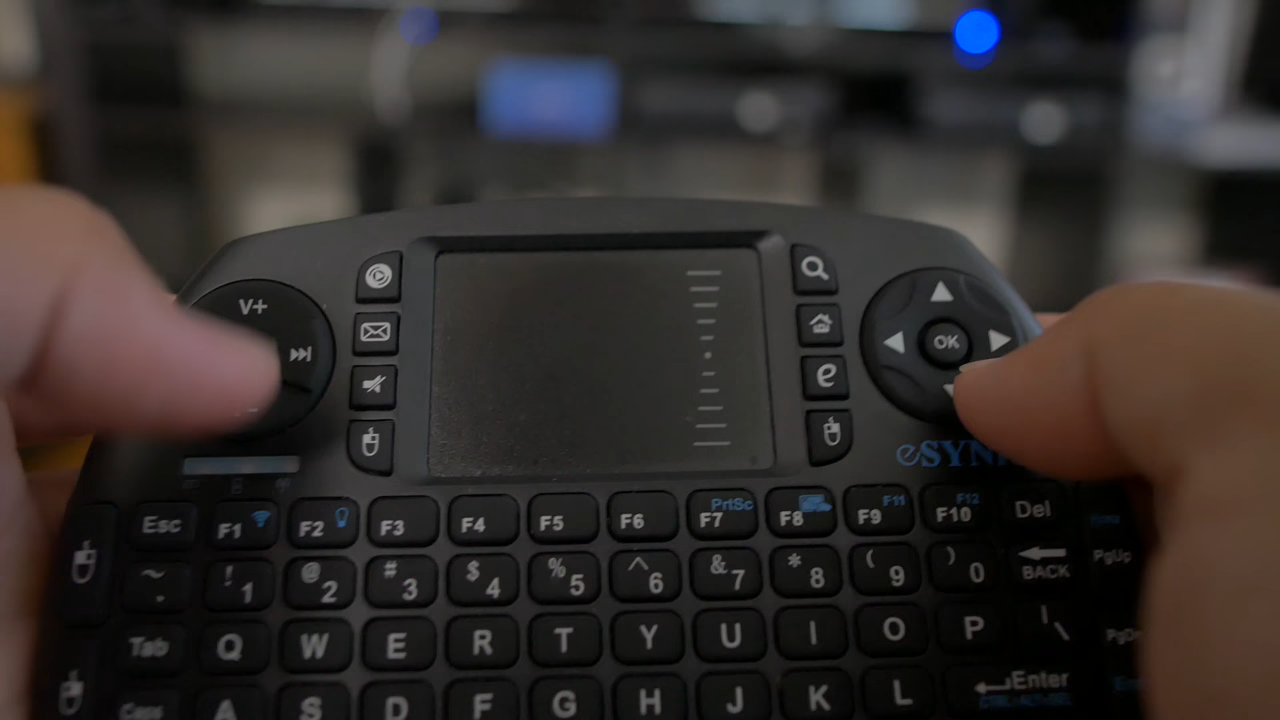 V+
OK
eSYN
Esc F1 F2 F3 F4 F5 F6 F7 PrtSc F8 F9 F11 F10 F12 Del
~ ! 1 @ 2 # 3 $ 4 % 5 ^ 6 & 7 * 8 ( 9 ) 0 BACK PgUp
Tab Q W E R T Y U I O P | \
Caps A S D F G H J K L Enter